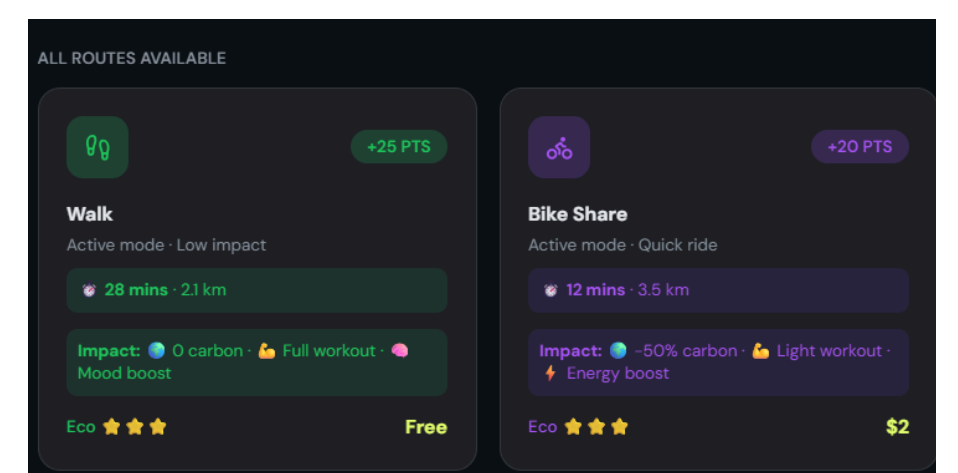 ALL ROUTES AVAILABLE
+25 PTS
Walk
Active mode · Low impact
⏱ 28 mins · 2.1 km
Impact: 🌍 0 carbon · 💪 Full workout · 🧠
Mood boost
Eco ⭐⭐⭐
Free
+20 PTS
Bike Share
Active mode · Quick ride
⏱ 12 mins · 3.5 km
Impact: 🌍 -50% carbon · 💪 Light workout ·
⚡ Energy boost
Eco ⭐⭐⭐
$2